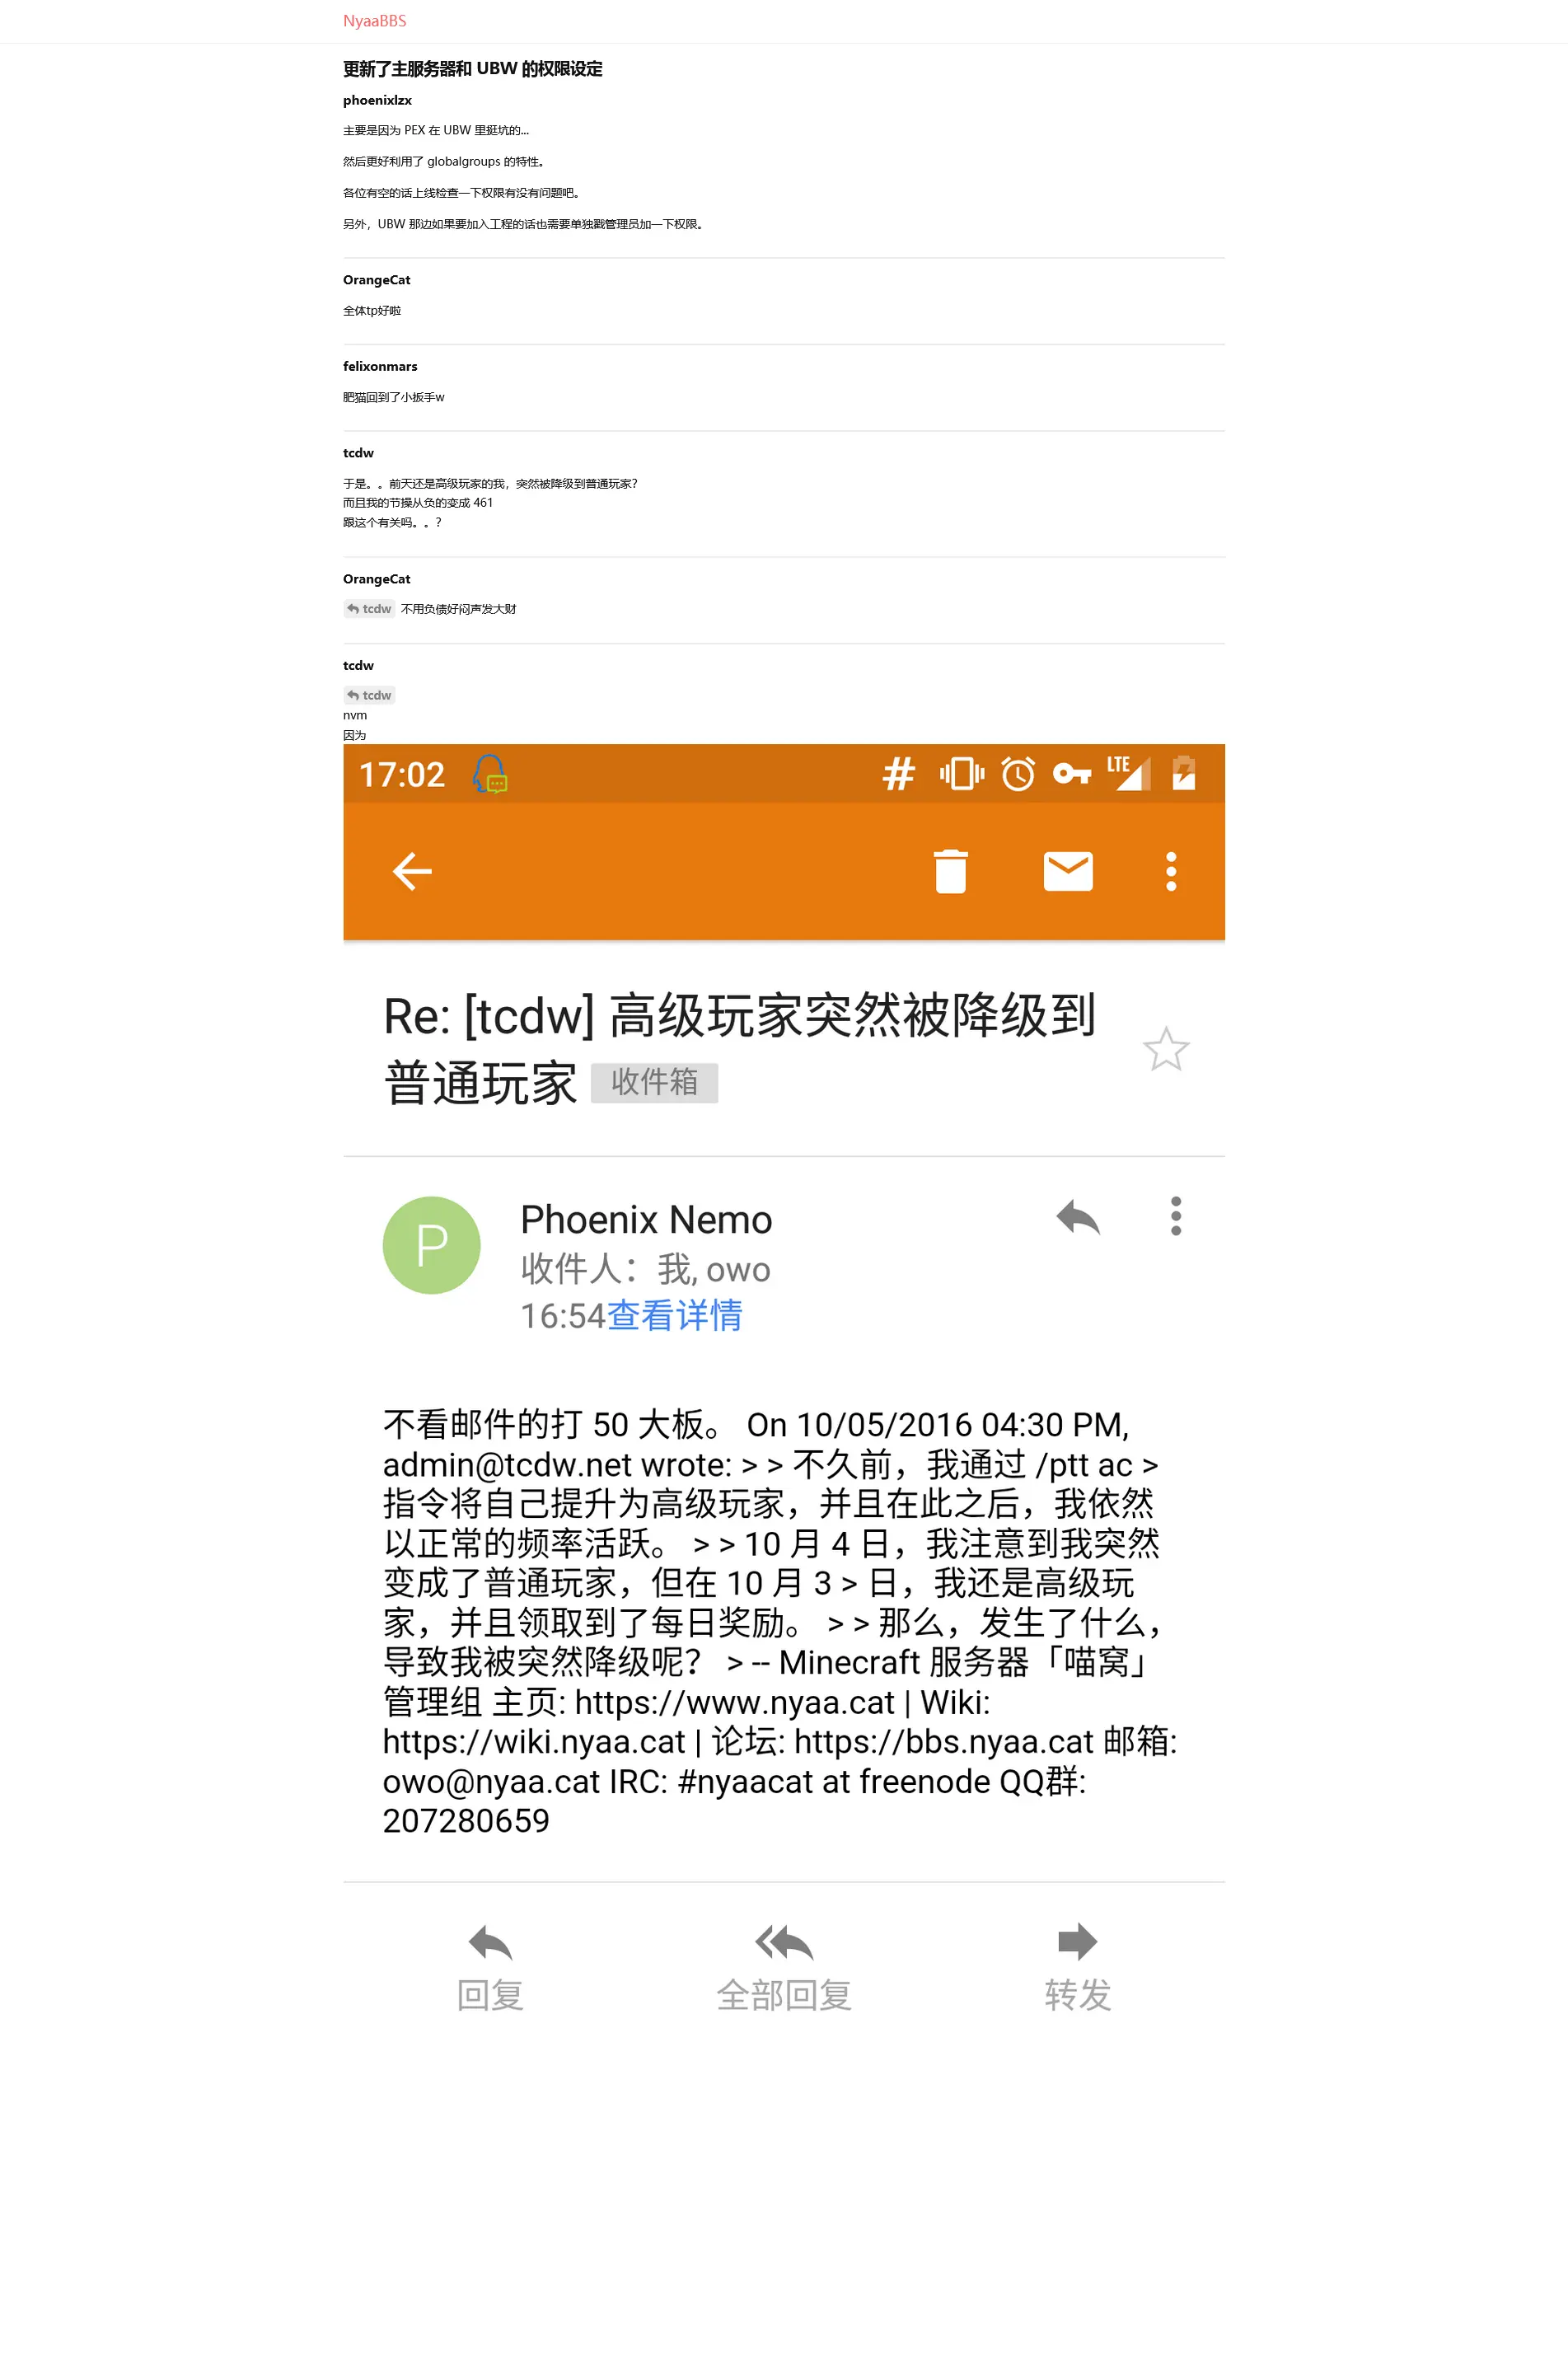 NyaaBBS
更新了主服务器和 UBW 的权限设定
phoenixlzx
主要是因为 PEX 在 UBW 里挺坑的...
然后更好利用了 globalgroups 的特性。
各位有空的话上线检查一下权限有没有问题吧。
另外，UBW 那边如果要加入工程的话也需要单独戳管理员加一下权限。
OrangeCat
全体tp好啦
felixonmars
肥猫回到了小扳手w
tcdw
于是。。前天还是高级玩家的我，突然被降级到普通玩家？
而且我的节操从负的变成 461
跟这个有关吗。。？
OrangeCat
tcdw 不用负债好闷声发大财
tcdw
tcdw
nvm
因为
17:02 LTE
Re: [tcdw] 高级玩家突然被降级到
普通玩家 收件箱
P
Phoenix Nemo
收件人：我, owo
16:54查看详情
不看邮件的打 50 大板。 On 10/05/2016 04:30 PM,
admin@tcdw.net wrote: > > 不久前，我通过 /ptt ac >
指令将自己提升为高级玩家，并且在此之后，我依然
以正常的频率活跃。 > > 10 月 4 日，我注意到我突然
变成了普通玩家，但在 10 月 3 > 日，我还是高级玩
家，并且领取到了每日奖励。 > > 那么，发生了什么，
导致我被突然降级呢？ > -- Minecraft 服务器「喵窝」
管理组 主页: https://www.nyaa.cat | Wiki:
https://wiki.nyaa.cat | 论坛: https://bbs.nyaa.cat 邮箱:
owo@nyaa.cat IRC: #nyaacat at freenode QQ群:
207280659
回复 全部回复 转发